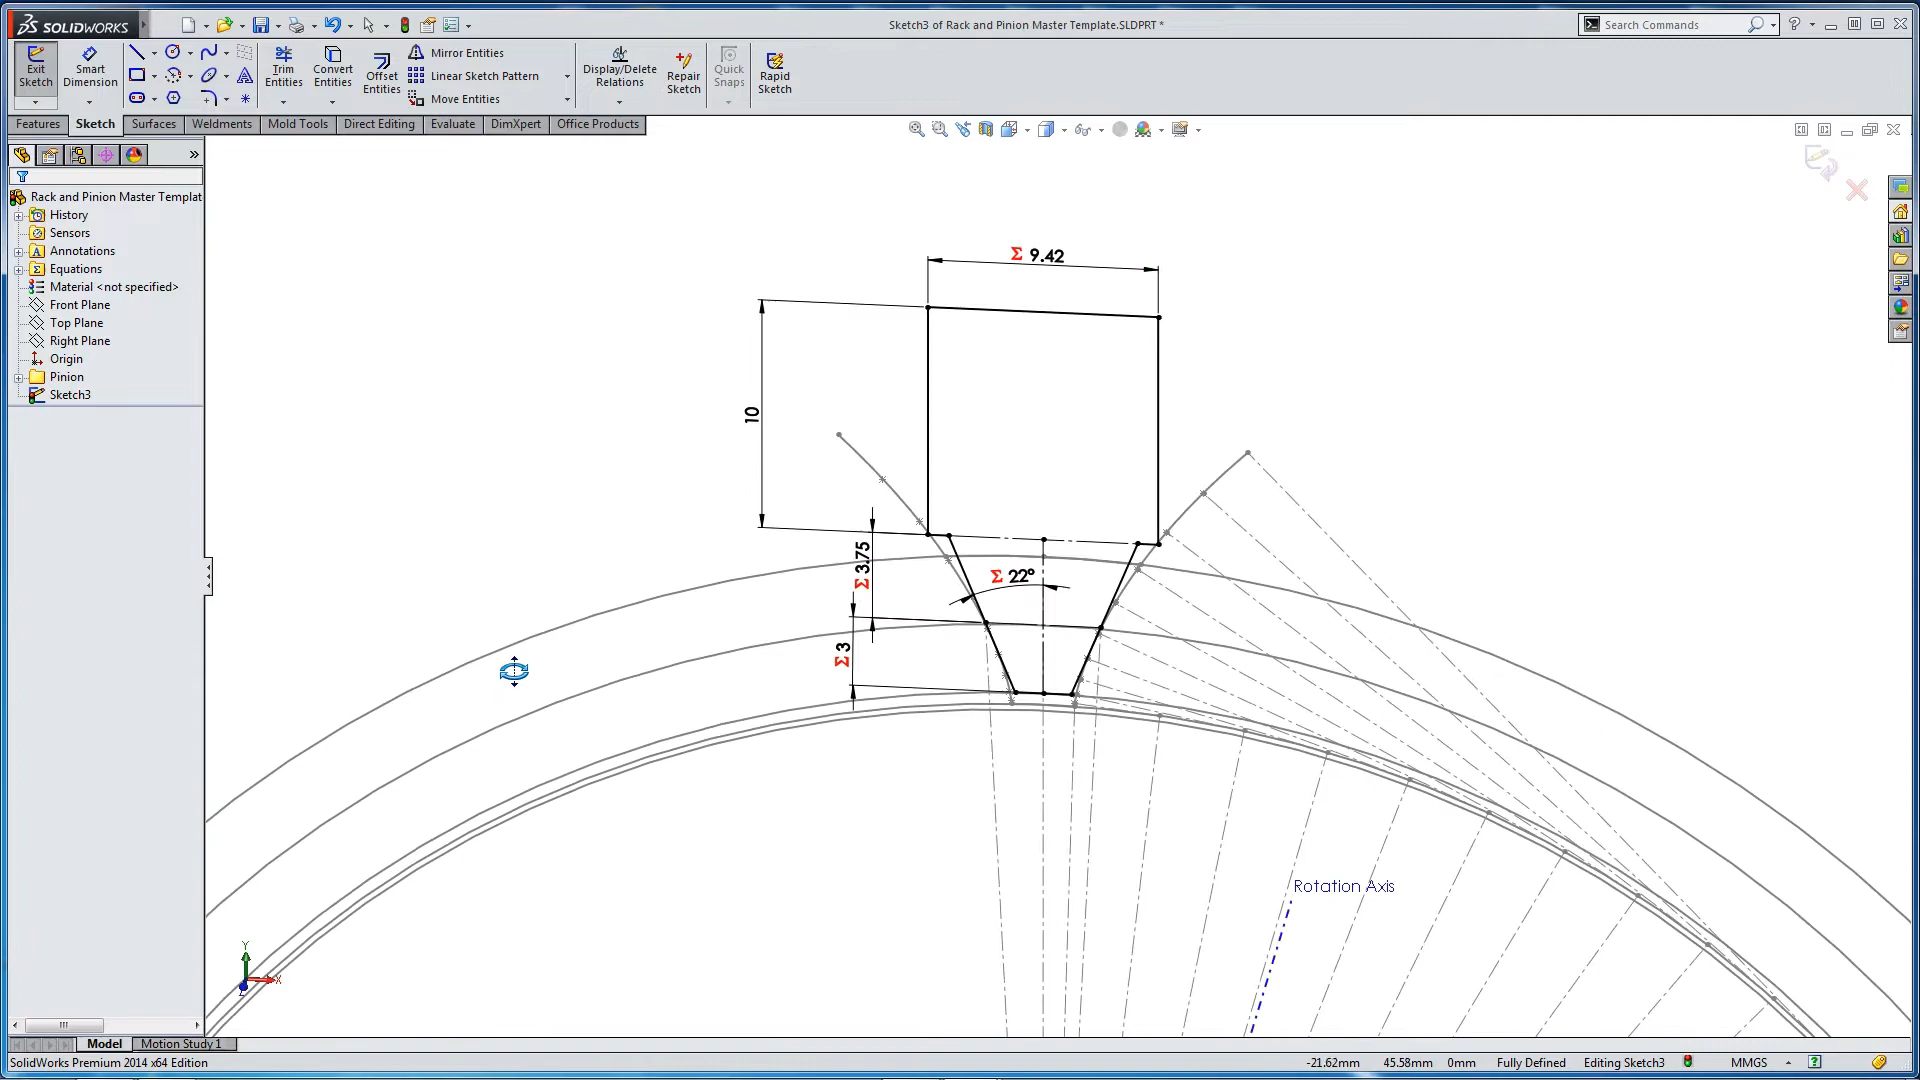 SOLIDWORKS
Sketch3 of Rack and Pinion Master Template.SLDPRT *
Search Commands
Exit Sketch
Smart Dimension
Trim Entities
Convert Entities
Offset Entities
Mirror Entities
Linear Sketch Pattern
Move Entities
Display/Delete Relations
Repair Sketch
Quick Snaps
Rapid Sketch
Features
Sketch
Surfaces
Weldments
Mold Tools
Direct Editing
Evaluate
DimXpert
Office Products
Rack and Pinion Master Templat
History
Sensors
Annotations
Equations
Material <not specified>
Front Plane
Top Plane
Right Plane
Origin
Pinion
Sketch3
Σ 9.42
10
Σ 3.75
Σ 22°
Σ 3
Rotation Axis
Y
X
Z
Model
Motion Study 1
SolidWorks Premium 2014 x64 Edition
-21.62mm
45.58mm
0mm
Fully Defined
Editing Sketch3
MMGS